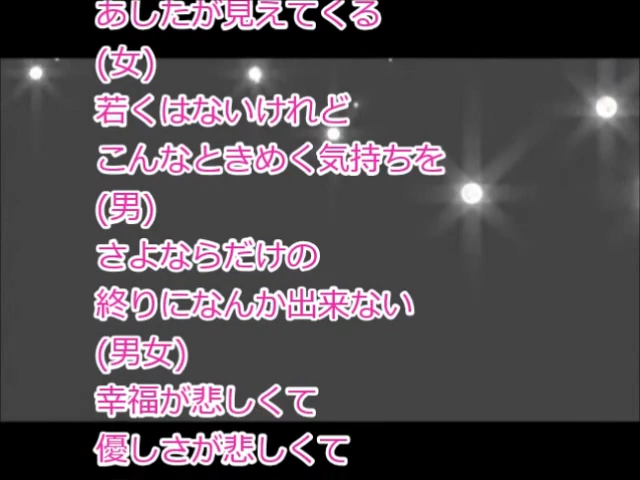 あしたが見えてくる
(女)
若くはないけれど
こんなときめく気持ちを
(男)
さよならだけの
終りになんか出来ない
(男女)
幸福が悲しくて
優しさが悲しくて